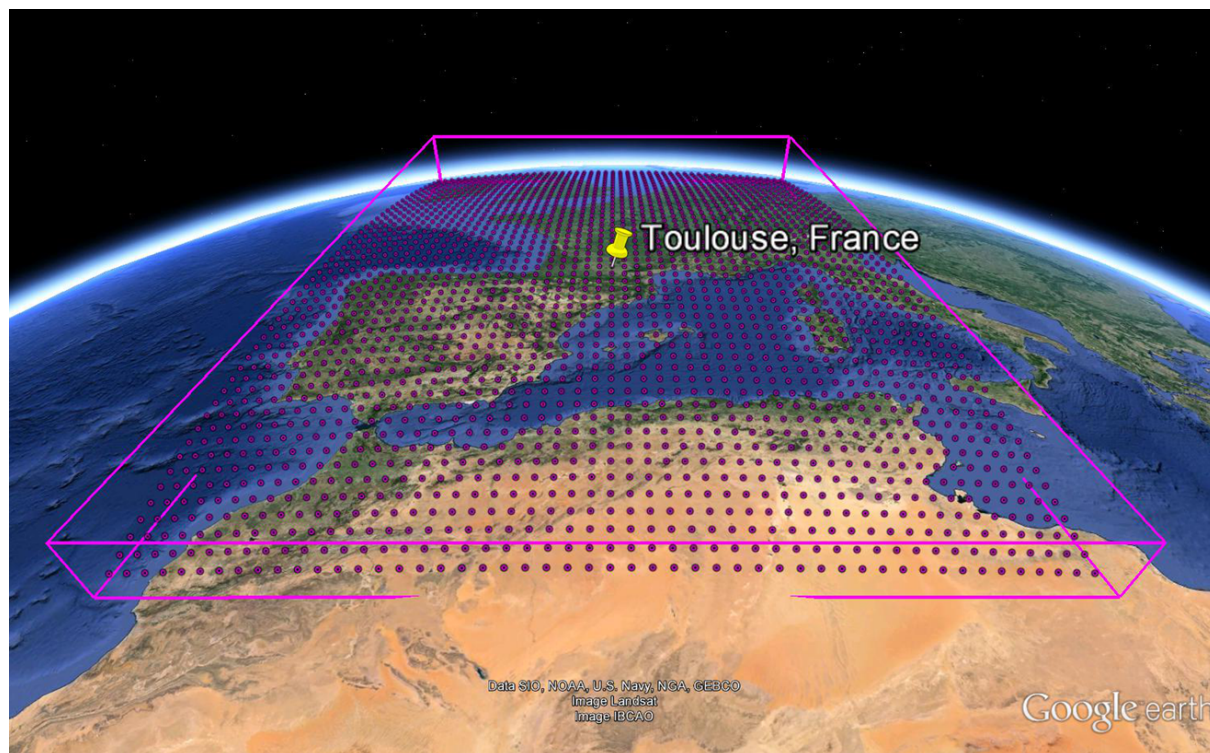 Toulouse, France
Data SIO, NOAA, U.S. Navy, NGA, GEBCO
Image Landsat
Image IBCAO
Google earth